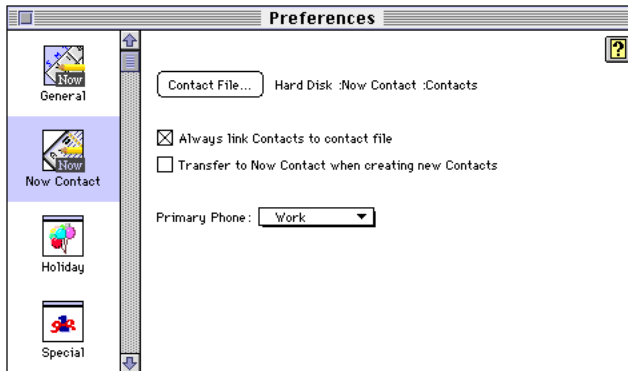 Preferences
Now
General
Now
Now Contact
Holiday
Special
?
Contact File... Hard Disk :Now Contact :Contacts
Always link Contacts to contact file
Transfer to Now Contact when creating new Contacts
Primary Phone: Work